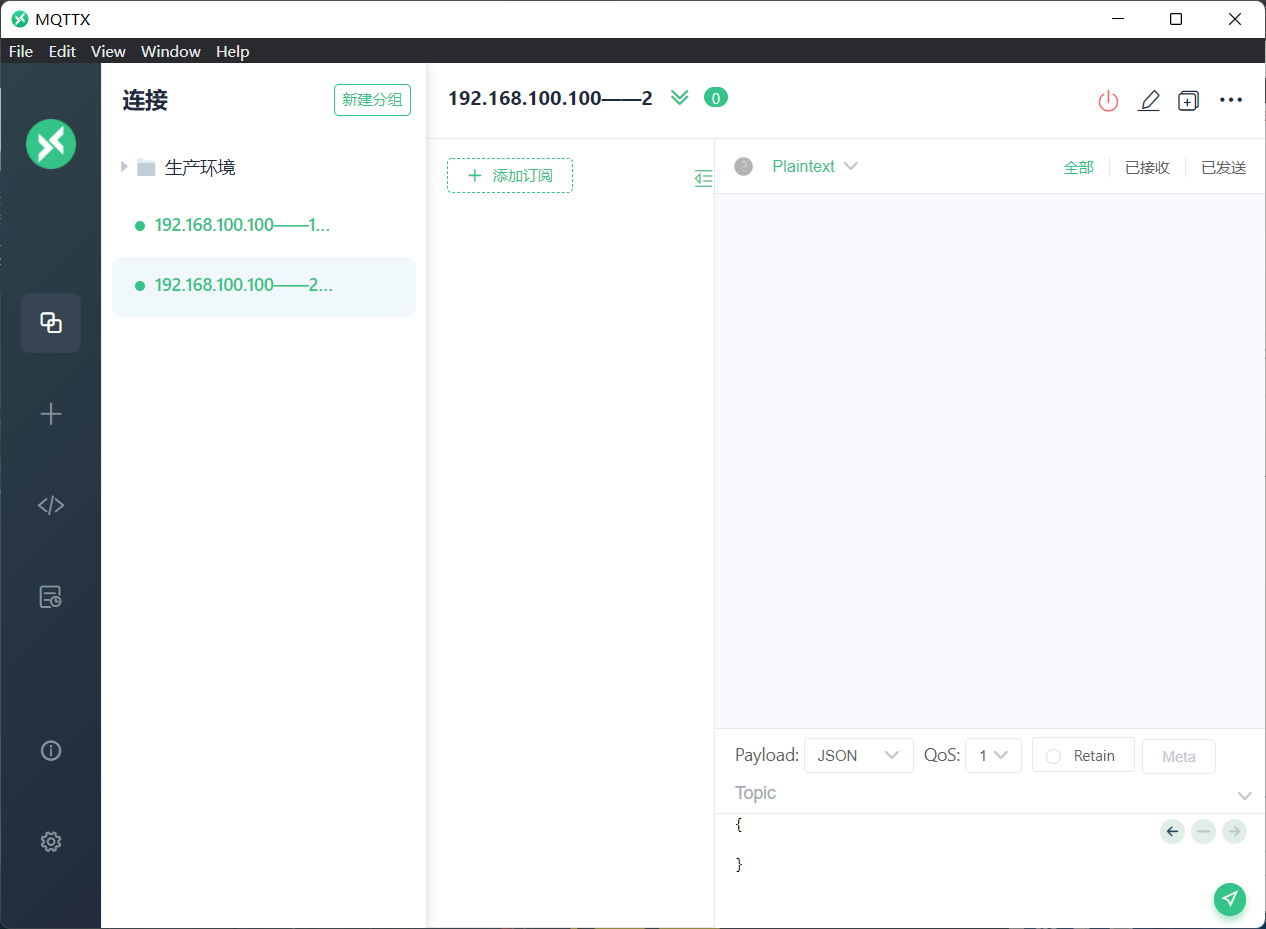 MQTTX
File Edit View Window Help
连接
新建分组
生产环境
192.168.100.100——1...
192.168.100.100——2...
192.168.100.100——2
0
添加订阅
Plaintext
全部
已接收
已发送
Payload: JSON QoS: 1 Retain Meta
Topic
{
}